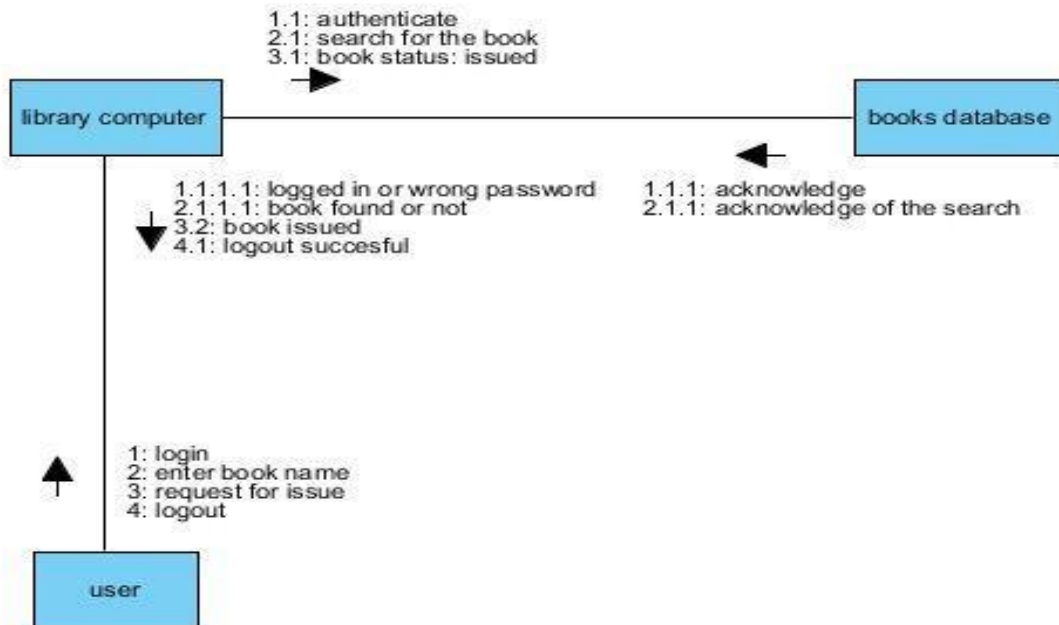 1.1: authenticate
2.1: search for the book
3.1: book status: issued
library computer
books database
1.1.1.1: logged in or wrong password
2.1.1.1: book found or not
3.2: book issued
4.1: logout succesful
1.1.1: acknowledge
2.1.1: acknowledge of the search
1: login
2: enter book name
3: request for issue
4: logout
user